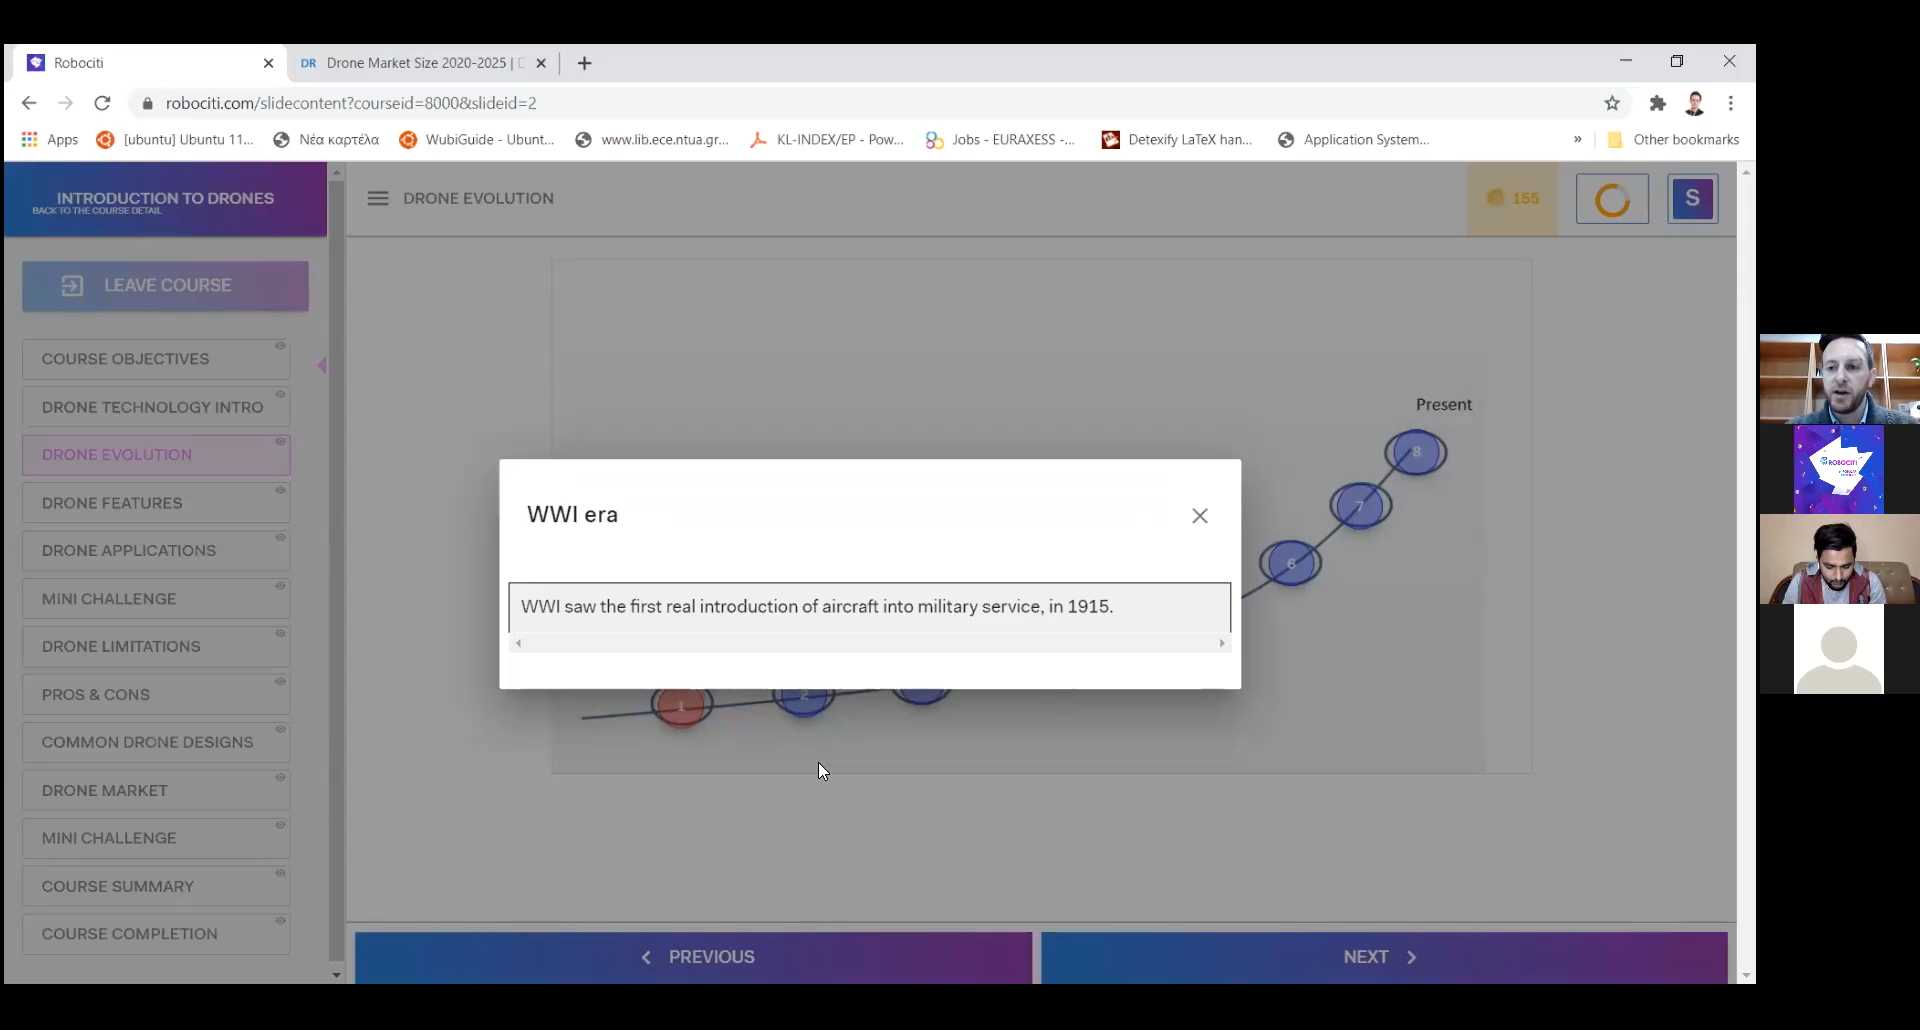 Robociti
DR Drone Market Size 2020-2025 |
robociti.com/slidecontent?courseid=8000&slideid=2
Apps
[ubuntu] Ubuntu 11...
Νέα καρτέλα
WubiGuide - Ubunt...
www.lib.ece.ntua.gr...
KL-INDEX/EP - Pow...
Jobs - EURAXESS -...
Detexify LaTeX han...
Application System...
»
Other bookmarks
INTRODUCTION TO DRONES
BACK TO THE COURSE DETAIL
DRONE EVOLUTION
155
S
LEAVE COURSE
COURSE OBJECTIVES
DRONE TECHNOLOGY INTRO
DRONE EVOLUTION
DRONE FEATURES
DRONE APPLICATIONS
MINI CHALLENGE
DRONE LIMITATIONS
PROS & CONS
COMMON DRONE DESIGNS
DRONE MARKET
MINI CHALLENGE
COURSE SUMMARY
COURSE COMPLETION
Present
8
7
6
WWI era
WWI saw the first real introduction of aircraft into military service, in 1915.
1
2
PREVIOUS
NEXT
ROBOCITI